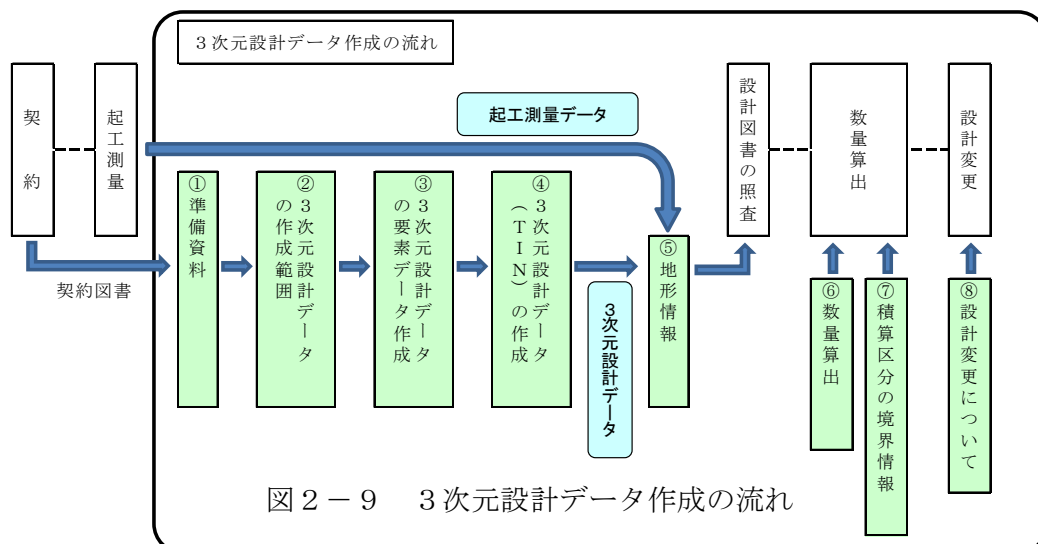 ３次元設計データ作成の流れ
契約
起工測量
起工測量データ
契約図書
①準備資料
②３次元設計データ
の作成範囲
③３次元設計データ
の要素データ作成
④３次元設計データ
（ＴＩＮ）の作成
３次元設計データ
⑤地形情報
設計図書の照査
数量算出
設計変更
⑥数量算出
⑦積算区分の境界情報
⑧設計変更について
図２－９　３次元設計データ作成の流れ